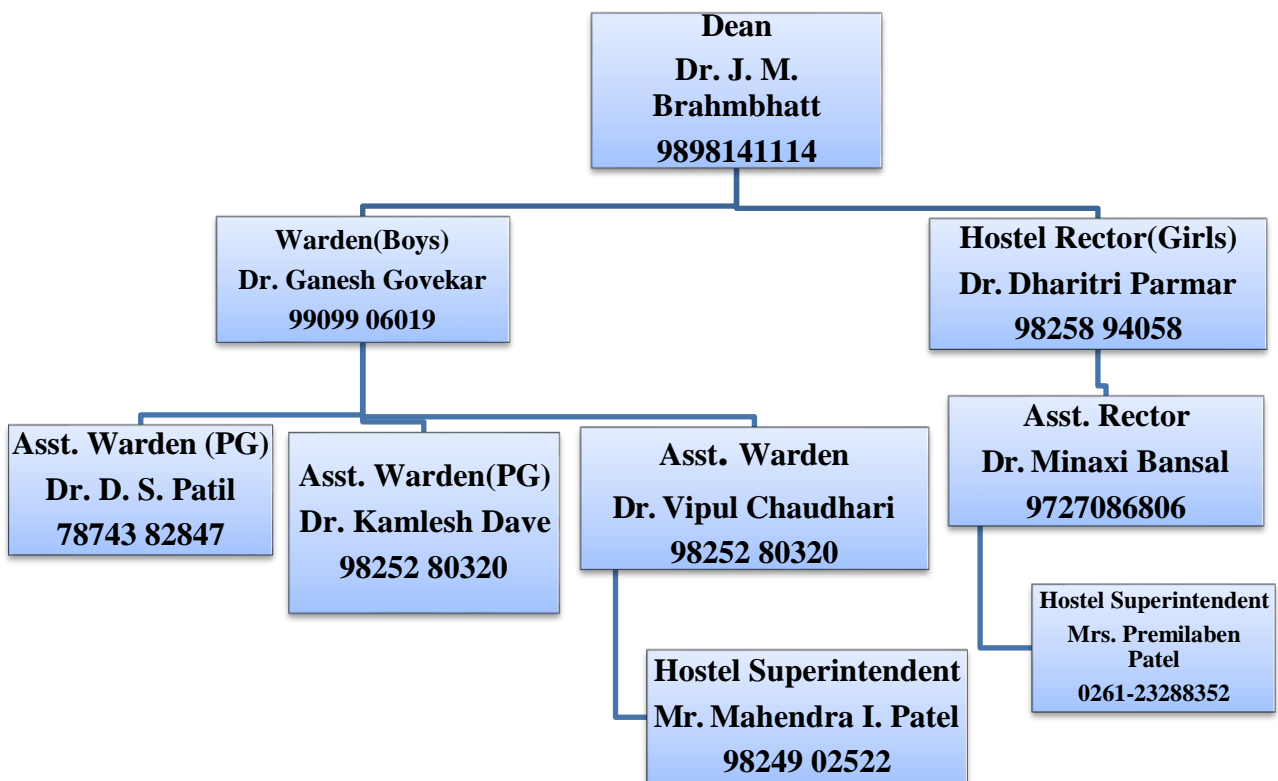 Dean
Dr. J. M.
Brahmbhatt
9898141114
Warden(Boys)
Dr. Ganesh Govekar
99099 06019
Hostel Rector(Girls)
Dr. Dharitri Parmar
98258 94058
Asst. Warden (PG)
Dr. D. S. Patil
78743 82847
Asst. Warden(PG)
Dr. Kamlesh Dave
98252 80320
Asst. Warden
Dr. Vipul Chaudhari
98252 80320
Asst. Rector
Dr. Minaxi Bansal
9727086806
Hostel Superintendent
Mr. Mahendra I. Patel
98249 02522
Hostel Superintendent
Mrs. Premilaben
Patel
0261-23288352